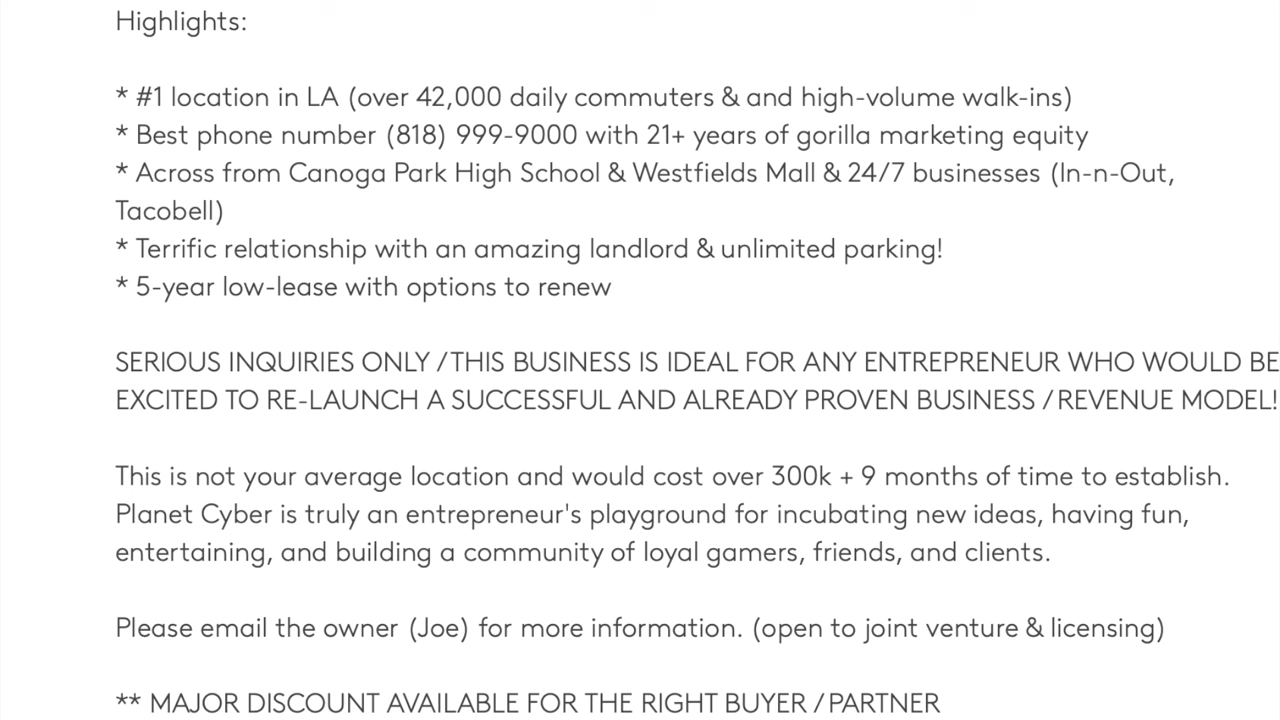 Highlights:
* #1 location in LA (over 42,000 daily commuters & and high-volume walk-ins)
* Best phone number (818) 999-9000 with 21+ years of gorilla marketing equity
* Across from Canoga Park High School & Westfields Mall & 24/7 businesses (In-n-Out,
Tacobell)
* Terrific relationship with an amazing landlord & unlimited parking!
* 5-year low-lease with options to renew
SERIOUS INQUIRIES ONLY / THIS BUSINESS IS IDEAL FOR ANY ENTREPRENEUR WHO WOULD BE
EXCITED TO RE-LAUNCH A SUCCESSFUL AND ALREADY PROVEN BUSINESS / REVENUE MODEL!
This is not your average location and would cost over 300k + 9 months of time to establish.
Planet Cyber is truly an entrepreneur's playground for incubating new ideas, having fun,
entertaining, and building a community of loyal gamers, friends, and clients.
Please email the owner (Joe) for more information. (open to joint venture & licensing)
** MAJOR DISCOUNT AVAILABLE FOR THE RIGHT BUYER / PARTNER